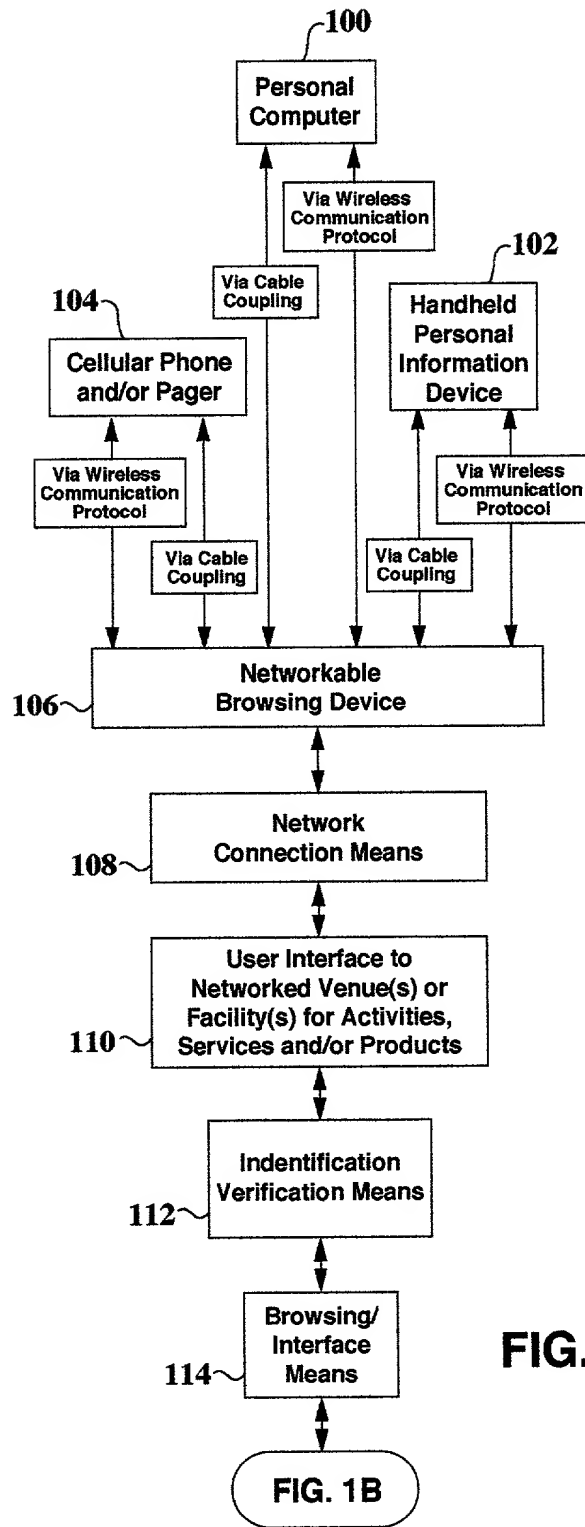 100
Personal
Computer
Via Wireless
Communication
Protocol
102
Via Cable
Coupling
104
Handheld
Personal
Information
Device
Cellular Phone
and/or Pager
Via Wireless
Communication
Protocol
Via Wireless
Communication
Protocol
Via Cable
Coupling
Via Cable
Coupling
Networkable
Browsing Device
106
Network
Connection Means
108
User Interface to
Networked Venue(s) or
Facility(s) for Activities,
Services and/or Products
110
Indentification
Verification Means
112
Browsing/
Interface
Means
114
FIG.
FIG. 1B